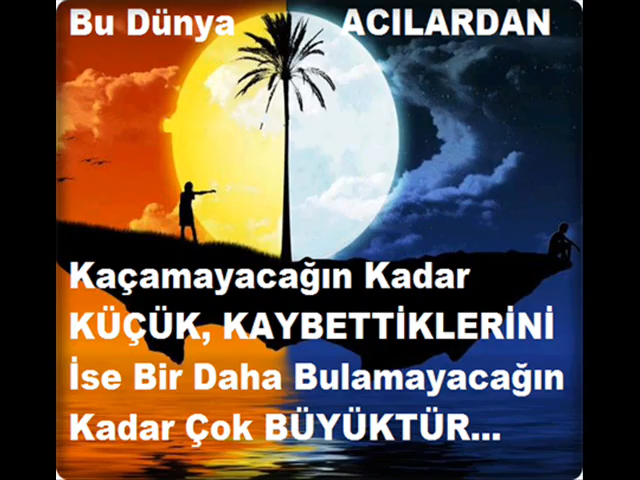 Bu Dünya ACILARDAN
Kaçamayacağın Kadar
KÜÇÜK, KAYBETTİKLERİNİ
İse Bir Daha Bulamayacağın
Kadar Çok BÜYÜKTÜR...